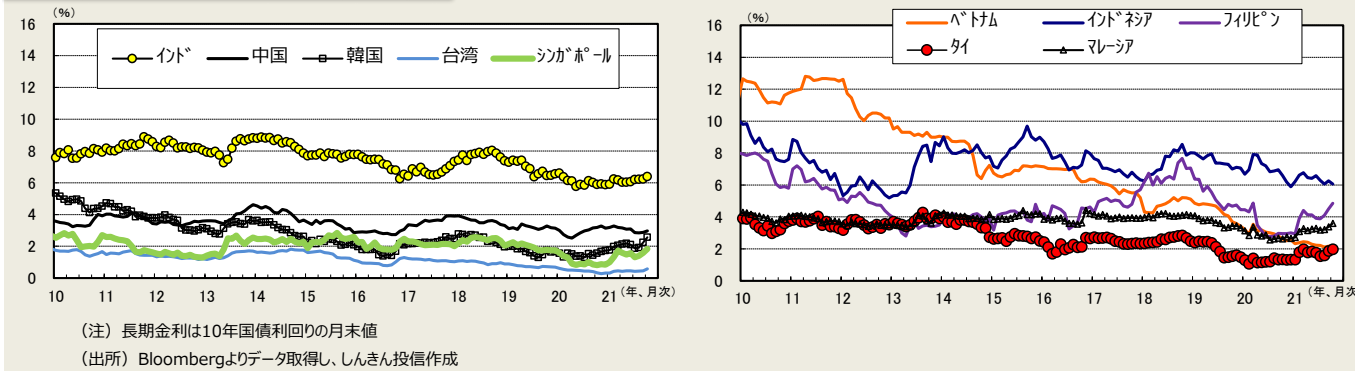 (%)
16
14
12
10
8
6
4
2
0
インド 中国 韓国 台湾 シンガポール
10 11 12 13 14 15 16 17 18 19 20 21 (年、月次)
(%)
16
14
12
10
8
6
4
2
0
ベトナム インドネシア フィリピン
タイ マレーシア
10 11 12 13 14 15 16 17 18 19 20 21 (年、月次)
(注)長期金利は10年国債利回りの月末値
(出所)Bloombergよりデータ取得し、しんきん投信作成